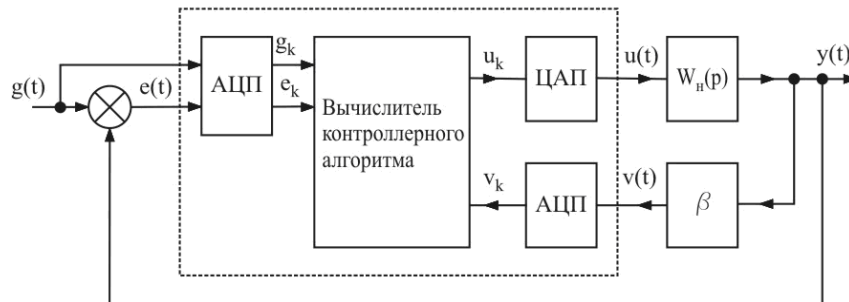 g(t)
e(t)
АЦП
g_k
e_k
Вычислитель
контроллерного
алгоритма
u_k
ЦАП
u(t)
W_н(p)
y(t)
v_k
АЦП
v(t)
β